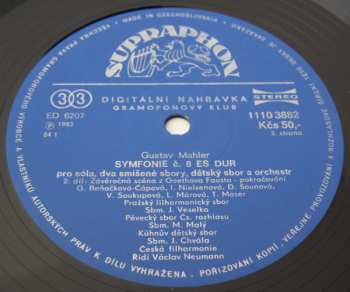 MADE IN CZECHOSLOVAKIA
SUPRAPHON
33
DIGITÁLNÍ NAHRÁVKA
GRAMOFONOVÝ KLUB
STEREO
ED 6207
℗ 1983
1110 3882
Kčs 50,-
2. strana
Gustav Mahler
SYMFONIE č. 8 ES DUR
pro sóla, dva smíšené sbory, dětský sbor a orchestr
2. díl: Závěrečná scéna z Goethova Fausta - pokračování
G. Beňačková-Čápová, I. Nielsenová, D. Šounová,
V. Soukupová, L. Márová, T. Moser
Pražský filharmonický sbor
Sbm. J. Veselka
Pěvecký sbor Čs. rozhlasu
Sbm. M. Malý
Kühnův dětský sbor
Sbm. J. Chvála
Česká filharmonie
Řídí Václav Neumann
VŠECHNA PRÁVA GRAMOFONOVÉHO VÝROBCE A VLASTNÍKŮ AUTORSKÝCH PRÁV K DÍLU VYHRAŽENA. - POŘIZOVÁNÍ KOPIÍ - VEŘEJNÉ PROVOZOVÁNÍ